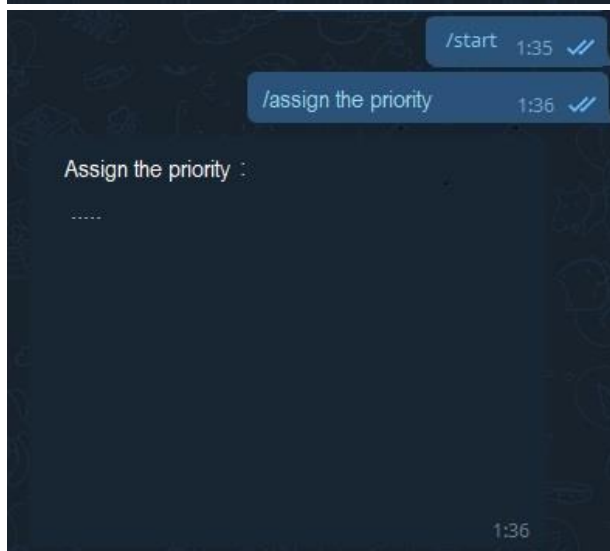 /start 1:35
/assign the priority 1:36
Assign the priority :
.....
1:36